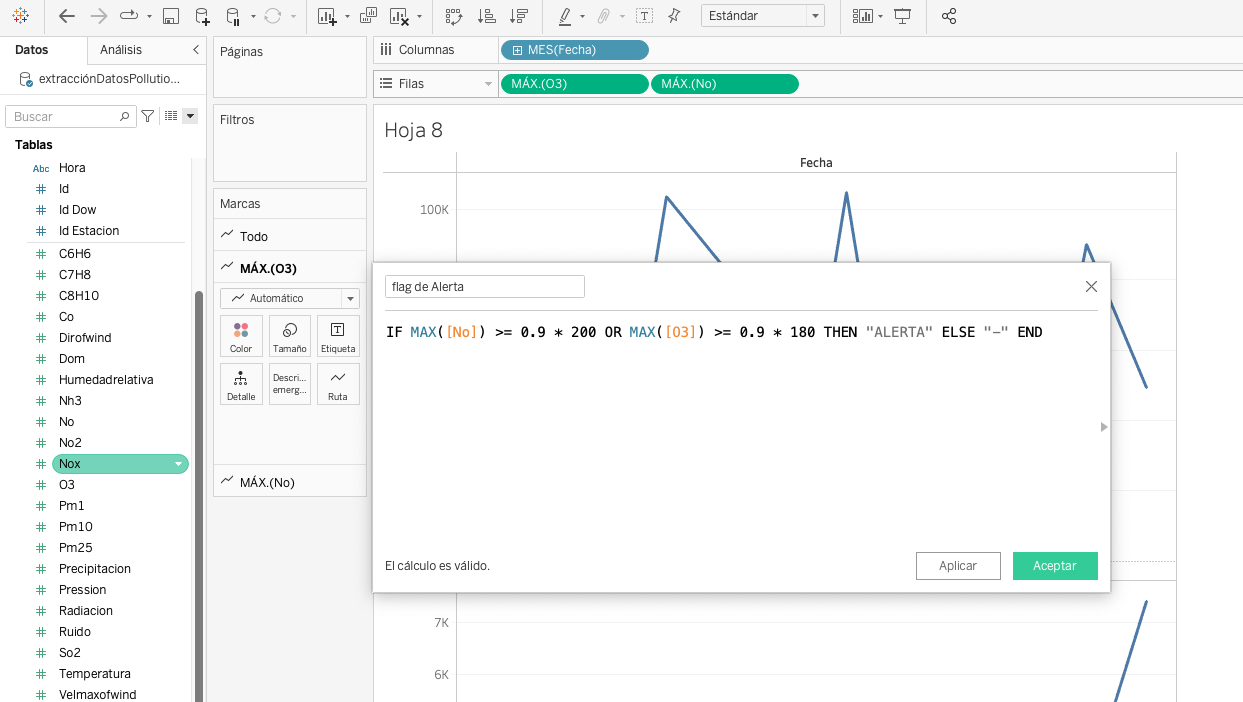 Estándar
Datos
Análisis
extracciónDatosPollutio...
Buscar
Tablas
Abc Hora
Id
Id Dow
Id Estacion
C6H6
C7H8
C8H10
Co
Dirofwind
Dom
Humedadrelativa
Nh3
No
No2
Nox
O3
Pm1
Pm10
Pm25
Precipitacion
Pression
Radiacion
Ruido
So2
Temperatura
Velmaxofwind
Páginas
Filtros
Marcas
Todo
MÁX.(O3)
Automático
Color
Tamaño
Etiqueta
Detalle
Descri...
emerg...
Ruta
MÁX.(No)
Columnas
MES(Fecha)
Filas
MÁX.(O3)
MÁX.(No)
Hoja 8
Fecha
100K
flag de Alerta
IF MAX([No]) >= 0.9 * 200 OR MAX([O3]) >= 0.9 * 180 THEN "ALERTA" ELSE "-" END
El cálculo es válido.
Aplicar
Aceptar
7K
6K